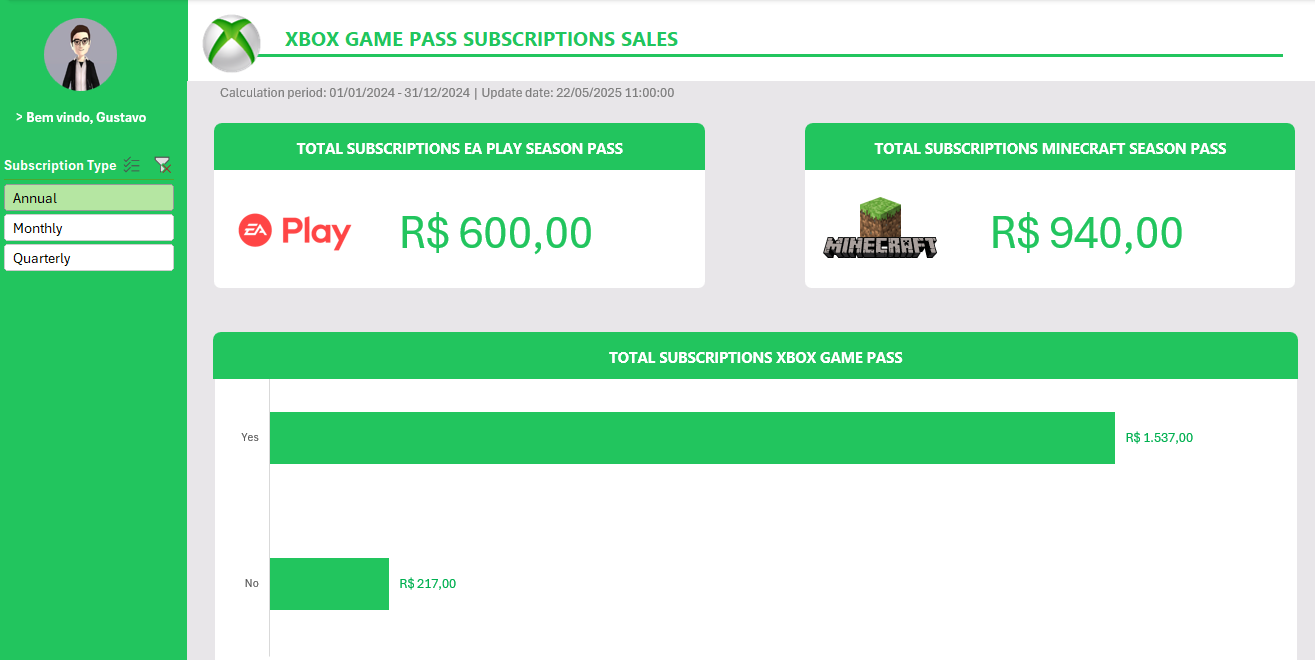 XBOX GAME PASS SUBSCRIPTIONS SALES
Calculation period: 01/01/2024 - 31/12/2024 | Update date: 22/05/2025 11:00:00
> Bem vindo, Gustavo
Subscription Type
Annual
Monthly
Quarterly
TOTAL SUBSCRIPTIONS EA PLAY SEASON PASS
EA Play
R$ 600,00
TOTAL SUBSCRIPTIONS MINECRAFT SEASON PASS
MINECRAFT
R$ 940,00
TOTAL SUBSCRIPTIONS XBOX GAME PASS
Yes
R$ 1.537,00
No
R$ 217,00